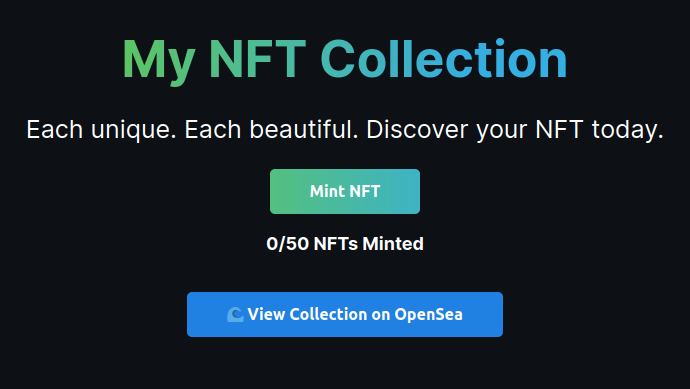 My NFT Collection
Each unique. Each beautiful. Discover your NFT today.
Mint NFT
0/50 NFTs Minted
🌊 View Collection on OpenSea